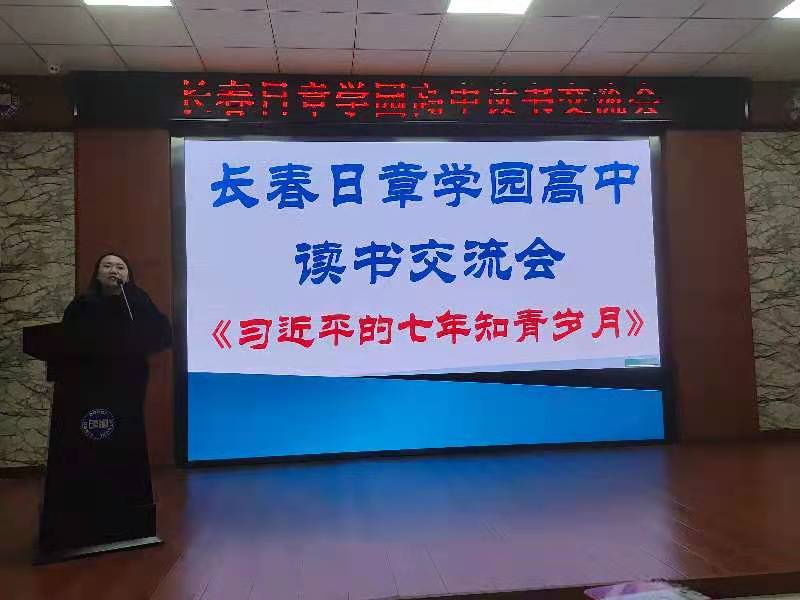 长春日章学园高中读书交流会
长春日章学园高中
读书交流会
《习近平的七年知青岁月》